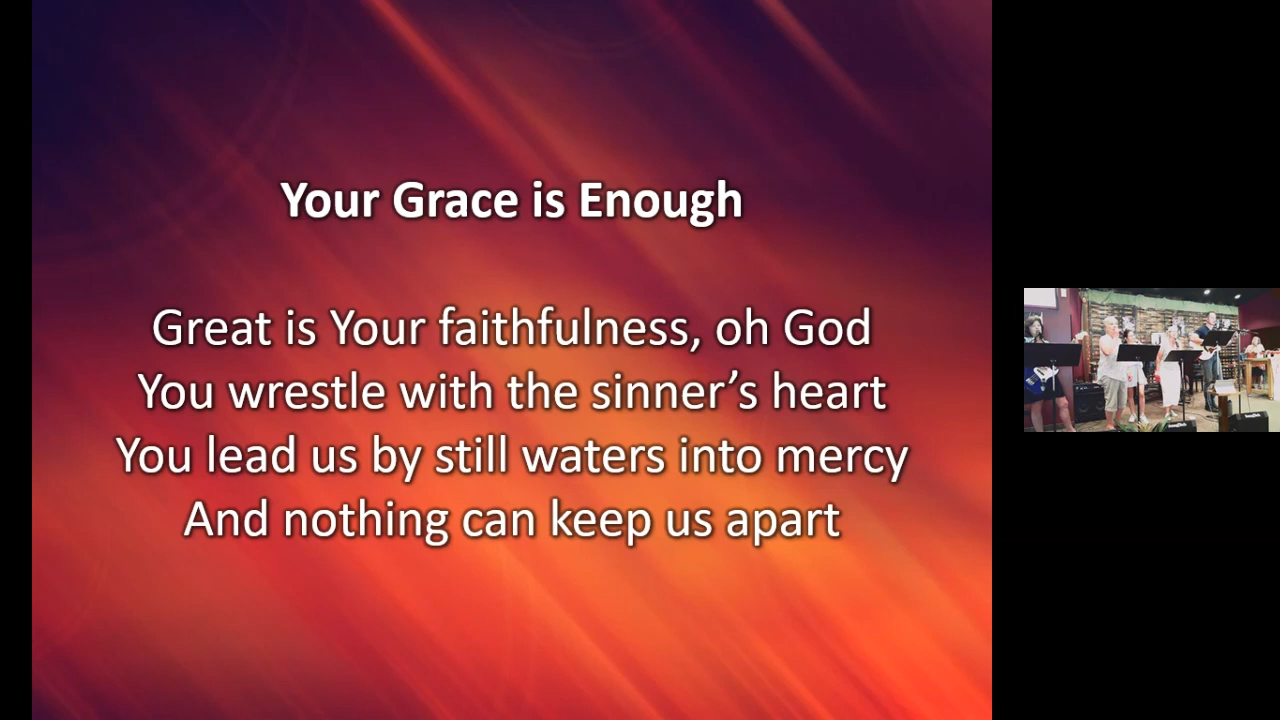 Your Grace is Enough
Great is Your faithfulness, oh God
You wrestle with the sinner’s heart
You lead us by still waters into mercy
And nothing can keep us apart